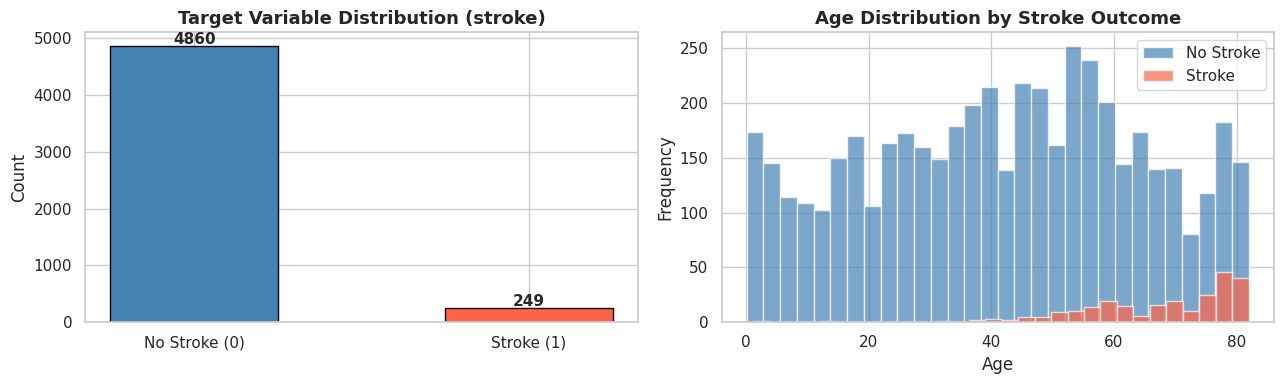 Target Variable Distribution (stroke)
Count
5000
4000
3000
2000
1000
0
4860
249
No Stroke (0)
Stroke (1)
Age Distribution by Stroke Outcome
Frequency
250
200
150
100
50
0
No Stroke
Stroke
0
20
40
60
80
Age